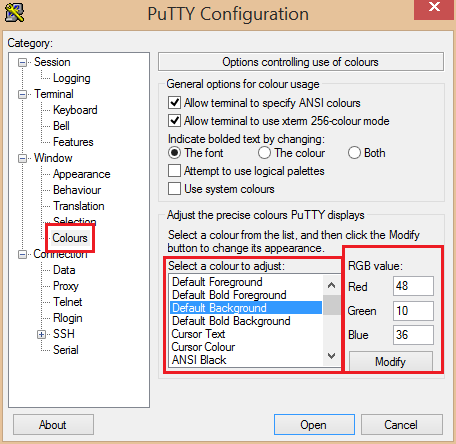 PuTTY Configuration
Category:
Session
Logging
Terminal
Keyboard
Bell
Features
Window
Appearance
Behaviour
Translation
Selection
Colours
Connection
Data
Proxy
Telnet
Rlogin
SSH
Serial
Options controlling use of colours
General options for colour usage
Allow terminal to specify ANSI colours
Allow terminal to use xterm 256-colour mode
Indicate bolded text by changing:
The font The colour Both
Attempt to use logical palettes
Use system colours
Adjust the precise colours PuTTY displays
Select a colour from the list, and then click the Modify
button to change its appearance.
Select a colour to adjust:
Default Foreground
Default Bold Foreground
Default Background
Default Bold Background
Cursor Text
Cursor Colour
ANSI Black
RGB value:
Red 48
Green 10
Blue 36
Modify
About Open Cancel